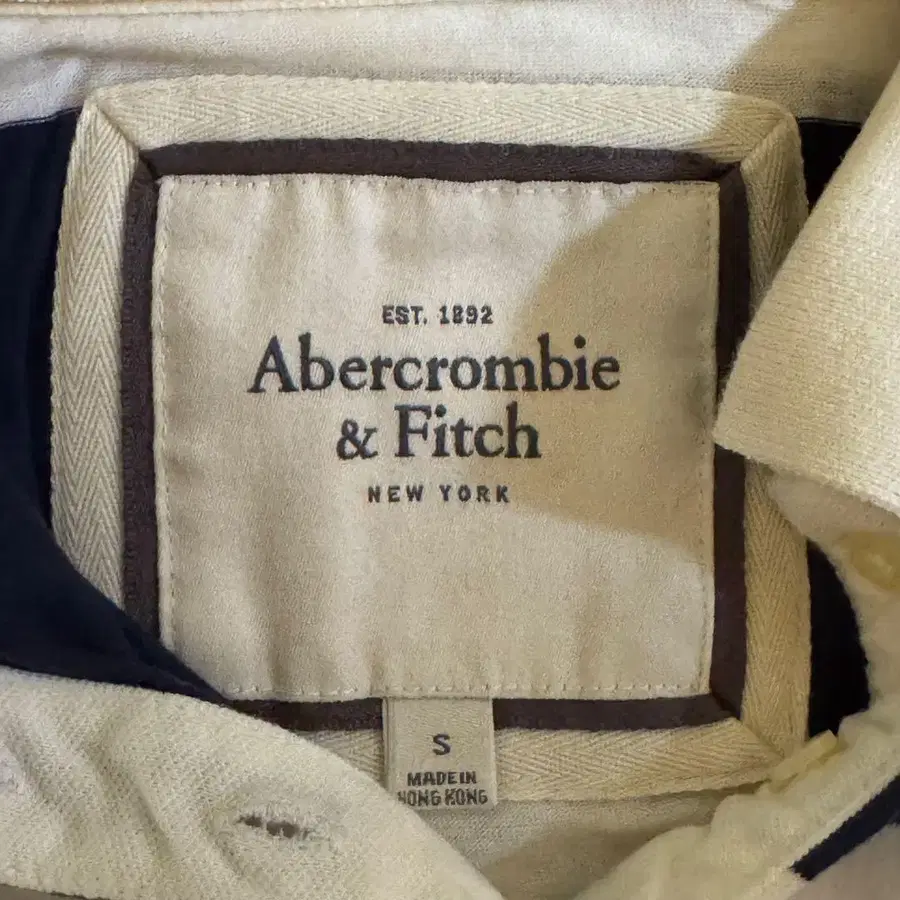 EST. 1892
Abercrombie
& Fitch
NEW YORK
S
MADE IN
HONG KONG